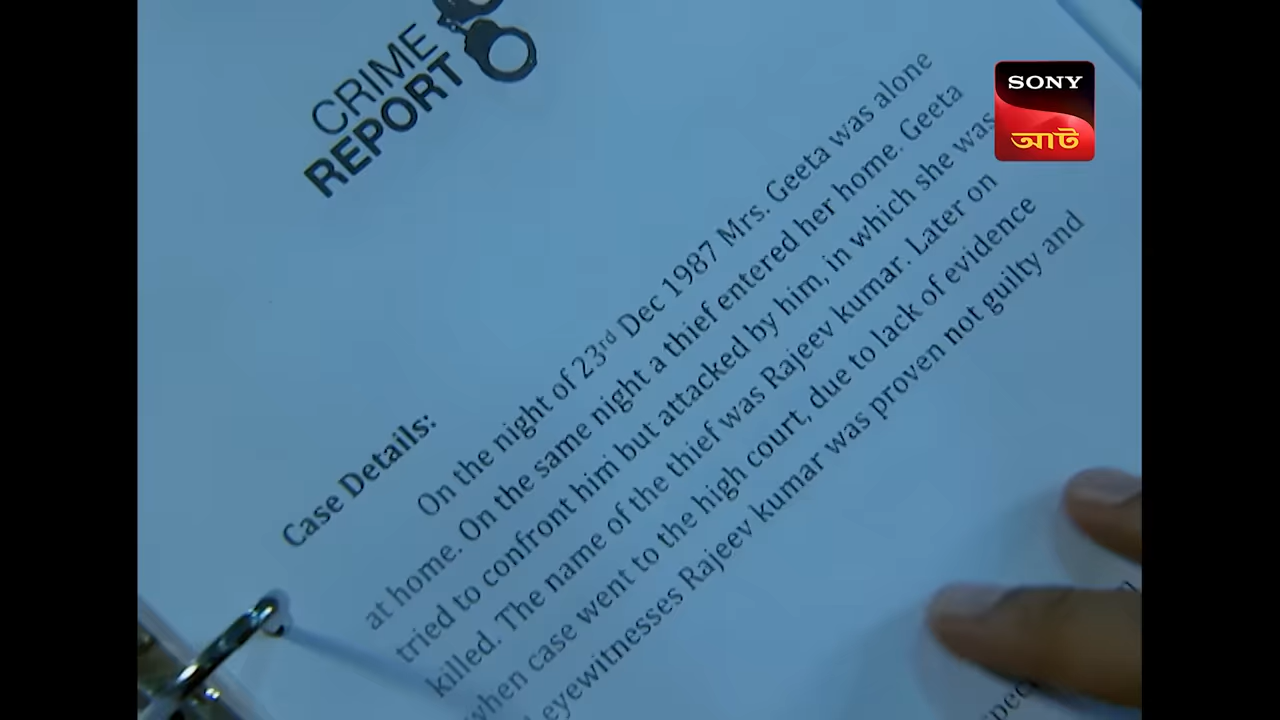 CRIME
REPORT
SONY
আট
Case Details:
On the night of 23rd Dec 1987 Mrs. Geeta was alone
at home. On the same night a thief entered her home. Geeta
tried to confront him but attacked by him, in which she was
killed. The name of the thief was Rajeev kumar. Later on
when case went to the high court, due to lack of evidence
eyewitnesses Rajeev kumar was proven not guilty and